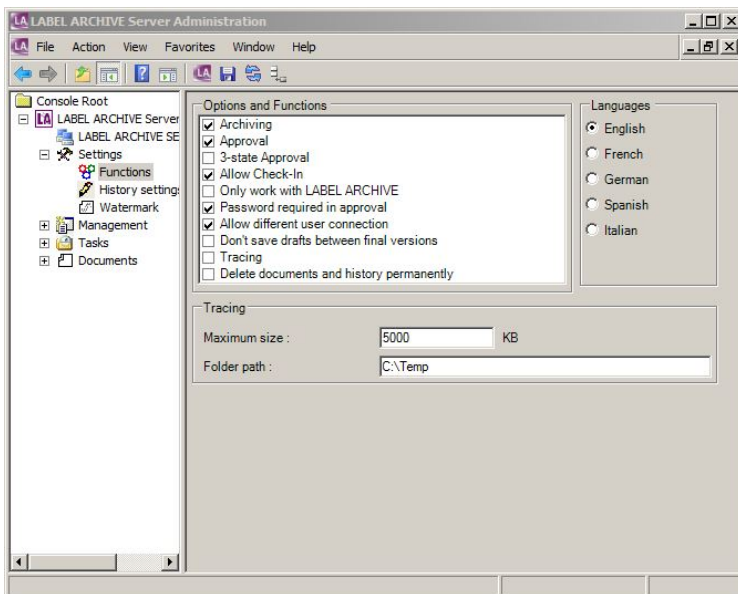 LABEL ARCHIVE Server Administration
File Action View Favorites Window Help
Console Root
LABEL ARCHIVE Server
LABEL ARCHIVE SE
Settings
Functions
History setting
Watermark
Management
Tasks
Documents
Options and Functions
Archiving
Approval
3-state Approval
Allow Check-In
Only work with LABEL ARCHIVE
Password required in approval
Allow different user connection
Don't save drafts between final versions
Tracing
Delete documents and history permanently
Languages
English
French
German
Spanish
Italian
Tracing
Maximum size : 5000 KB
Folder path : C:\Temp